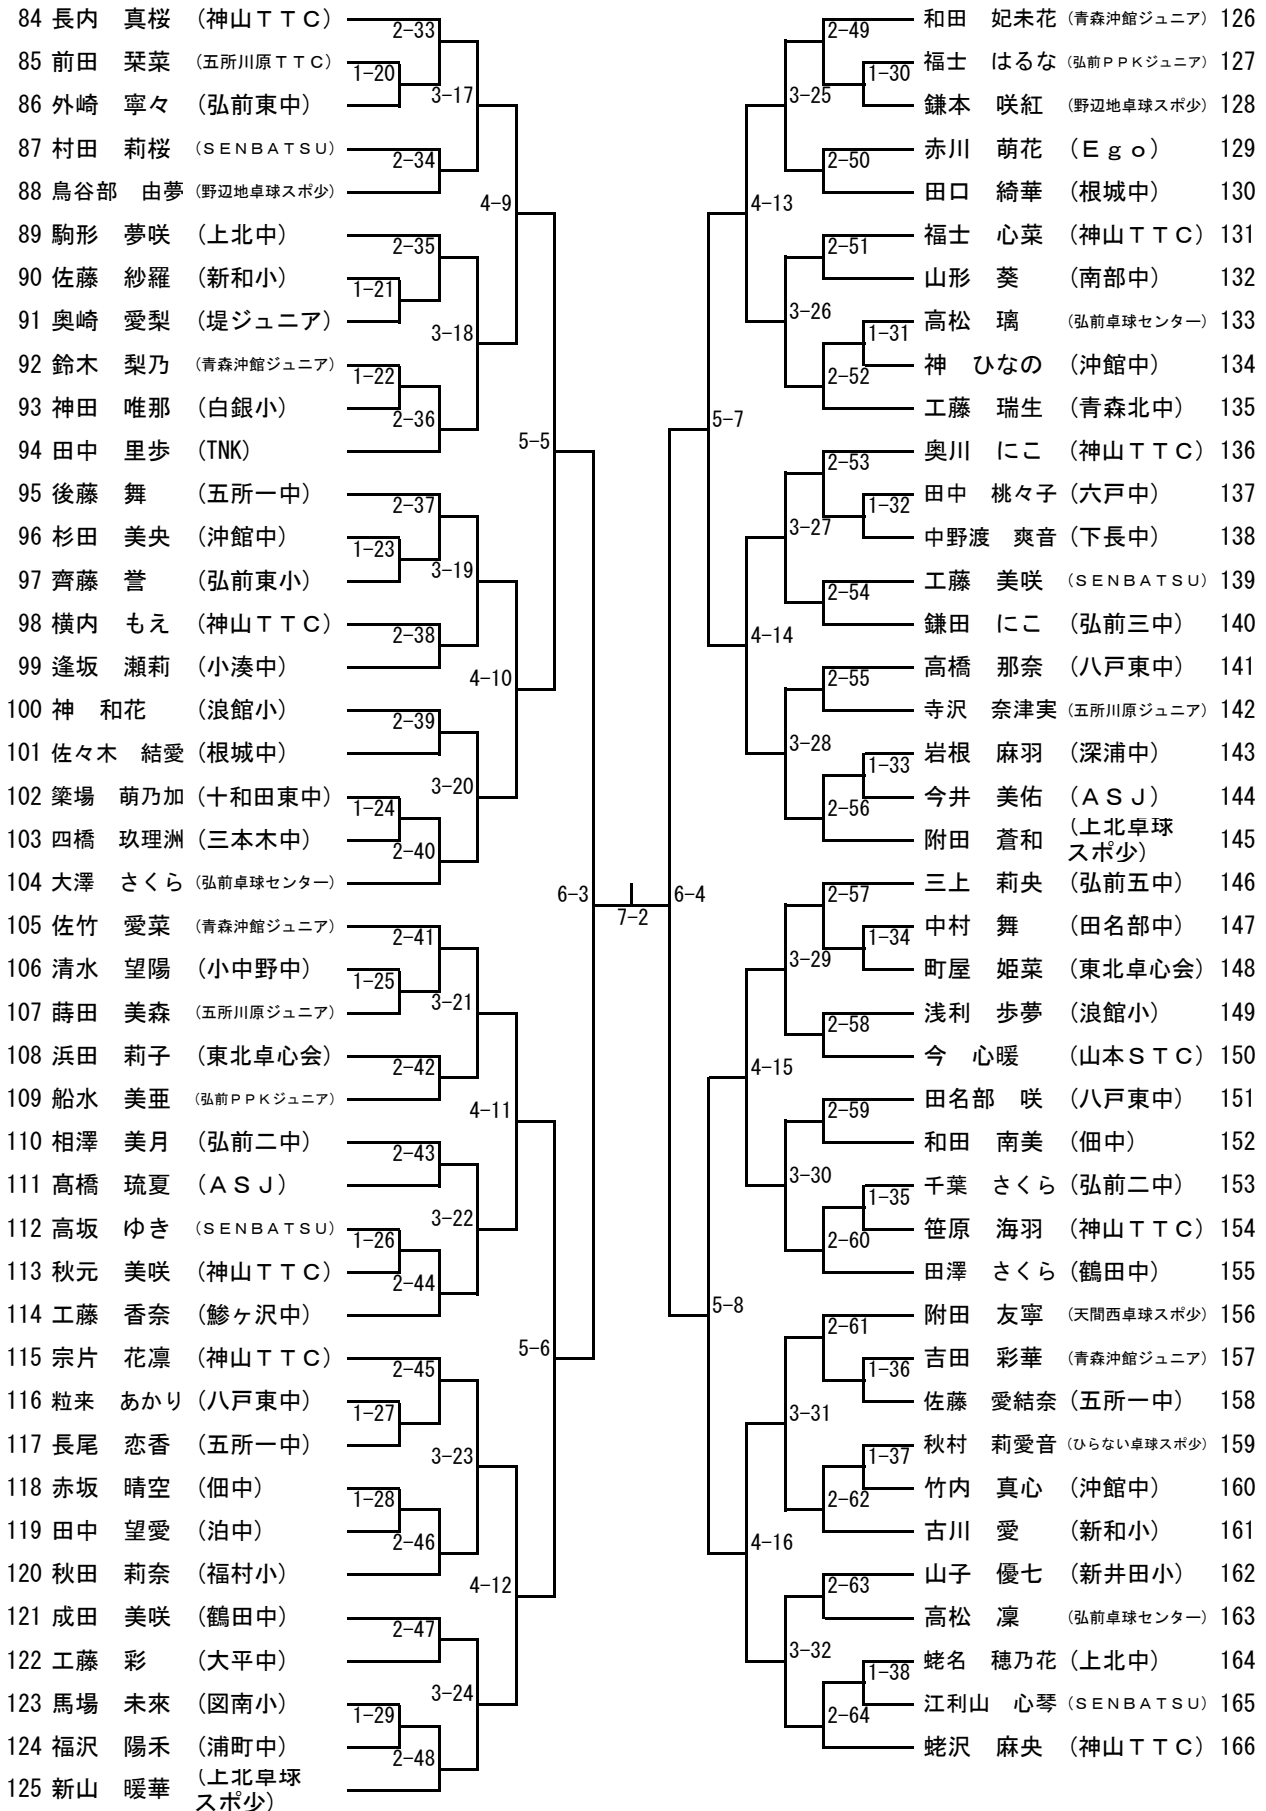 84 長内　真桜 (神山ＴＴＣ)
85 前田　栞菜 (五所川原ＴＴＣ)
86 外崎　寧々 (弘前東中)
87 村田　莉桜 (ＳＥＮＢＡＴＳＵ)
88 鳥谷部　由夢 (野辺地卓球スポ少)
89 駒形　夢咲 (上北中)
90 佐藤　紗羅 (新和小)
91 奥崎　愛梨 (堤ジュニア)
92 鈴木　梨乃 (青森沖館ジュニア)
93 神田　唯那 (白銀小)
94 田中　里歩 (TNK)
95 後藤　舞 (五所一中)
96 杉田　美央 (沖館中)
97 齊藤　誉 (弘前東小)
98 横内　もえ (神山ＴＴＣ)
99 逢坂　瀬莉 (小湊中)
100 神　和花 (浪館小)
101 佐々木　結愛 (根城中)
102 簗場　萌乃加 (十和田東中)
103 四橋　玖理洲 (三本木中)
104 大澤　さくら (弘前卓球センター)
105 佐竹　愛菜 (青森沖館ジュニア)
106 清水　望陽 (小中野中)
107 蒔田　美森 (五所川原ジュニア)
108 浜田　莉子 (東北卓心会)
109 船水　美亜 (弘前ＰＰＫジュニア)
110 相澤　美月 (弘前二中)
111 髙橋　琉夏 (ＡＳＪ)
112 高坂　ゆき (ＳＥＮＢＡＴＳＵ)
113 秋元　美咲 (神山ＴＴＣ)
114 工藤　香奈 (鰺ヶ沢中)
115 宗片　花凛 (神山ＴＴＣ)
116 粒来　あかり (八戸東中)
117 長尾　恋香 (五所一中)
118 赤坂　晴空 (佃中)
119 田中　望愛 (泊中)
120 秋田　莉奈 (福村小)
121 成田　美咲 (鶴田中)
122 工藤　彩 (大平中)
123 馬場　未來 (図南小)
124 福沢　陽禾 (浦町中)
125 新山　暖華 (上北卓球
スポ少)
2-33
1-20
3-17
2-34
4-9
2-35
1-21
3-18
1-22
2-36
5-5
2-37
1-23
3-19
2-38
4-10
2-39
3-20
1-24
2-40
6-3
2-41
1-25
3-21
2-42
4-11
2-43
3-22
1-26
2-44
5-6
2-45
1-27
3-23
1-28
2-46
4-12
2-47
3-24
1-29
2-48
7-2
2-49
1-30
3-25
2-50
4-13
2-51
3-26
1-31
2-52
5-7
2-53
1-32
3-27
2-54
4-14
2-55
3-28
1-33
2-56
6-4
2-57
1-34
3-29
2-58
4-15
2-59
3-30
1-35
2-60
5-8
2-61
1-36
3-31
1-37
2-62
4-16
2-63
3-32
1-38
2-64
和田　妃未花 (青森沖館ジュニア) 126
福士　はるな (弘前ＰＰＫジュニア) 127
鎌本　咲紅 (野辺地卓球スポ少) 128
赤川　萌花 (Ｅｇｏ) 129
田口　綺華 (根城中) 130
福士　心菜 (神山ＴＴＣ) 131
山形　葵 (南部中) 132
高松　璃 (弘前卓球センター) 133
神　ひなの (沖館中) 134
工藤　瑞生 (青森北中) 135
奥川　にこ (神山ＴＴＣ) 136
田中　桃々子 (六戸中) 137
中野渡　爽音 (下長中) 138
工藤　美咲 (ＳＥＮＢＡＴＳＵ) 139
鎌田　にこ (弘前三中) 140
高橋　那奈 (八戸東中) 141
寺沢　奈津実 (五所川原ジュニア) 142
岩根　麻羽 (深浦中) 143
今井　美佑 (ＡＳＪ) 144
附田　蒼和 (上北卓球
スポ少) 145
三上　莉央 (弘前五中) 146
中村　舞 (田名部中) 147
町屋　姫菜 (東北卓心会) 148
浅利　歩夢 (浪館小) 149
今　心暖 (山本ＳＴＣ) 150
田名部　咲 (八戸東中) 151
和田　南美 (佃中) 152
千葉　さくら (弘前二中) 153
笹原　海羽 (神山ＴＴＣ) 154
田澤　さくら (鶴田中) 155
附田　友寧 (天間西卓球スポ少) 156
吉田　彩華 (青森沖館ジュニア) 157
佐藤　愛結奈 (五所一中) 158
秋村　莉愛音 (ひらない卓球スポ少) 159
竹内　真心 (沖館中) 160
古川　愛 (新和小) 161
山子　優七 (新井田小) 162
高松　凜 (弘前卓球センター) 163
蛯名　穂乃花 (上北中) 164
江利山　心琴 (ＳＥＮＢＡＴＳＵ) 165
蛯沢　麻央 (神山ＴＴＣ) 166